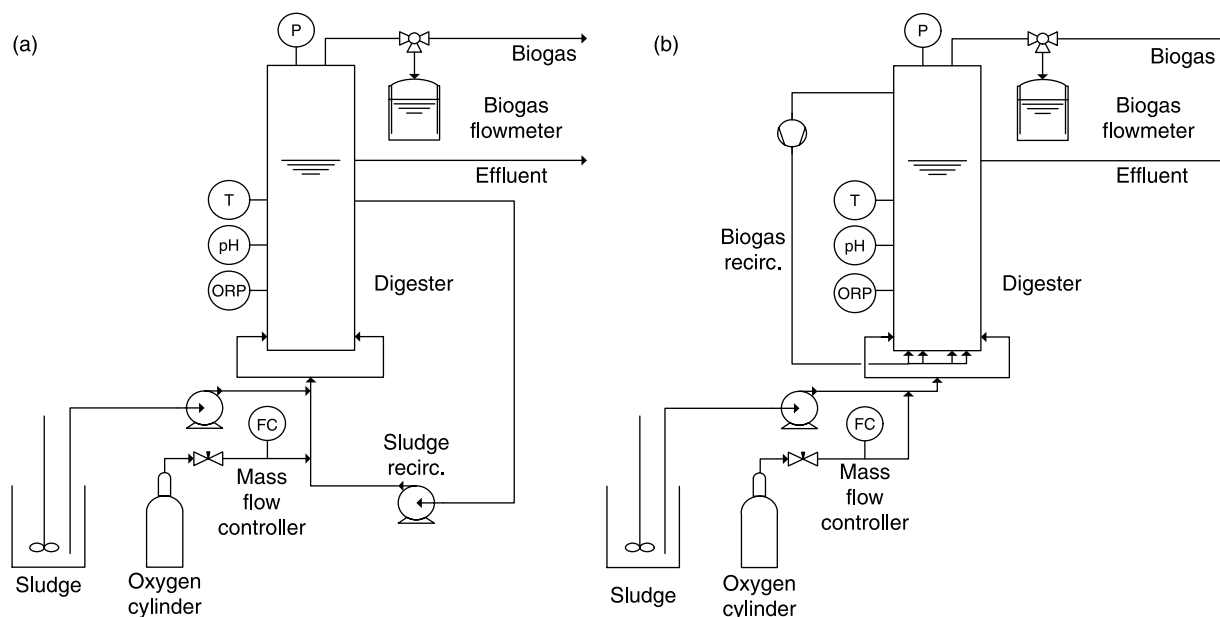 (a)
P
Biogas
Biogas
flowmeter
Effluent
T
pH
ORP
Digester
FC
Sludge
recirc.
Mass
flow
controller
Sludge
Oxygen
cylinder
(b)
P
Biogas
Biogas
flowmeter
Effluent
T
Biogas
recirc.
pH
ORP
Digester
FC
Mass
flow
controller
Sludge
Oxygen
cylinder